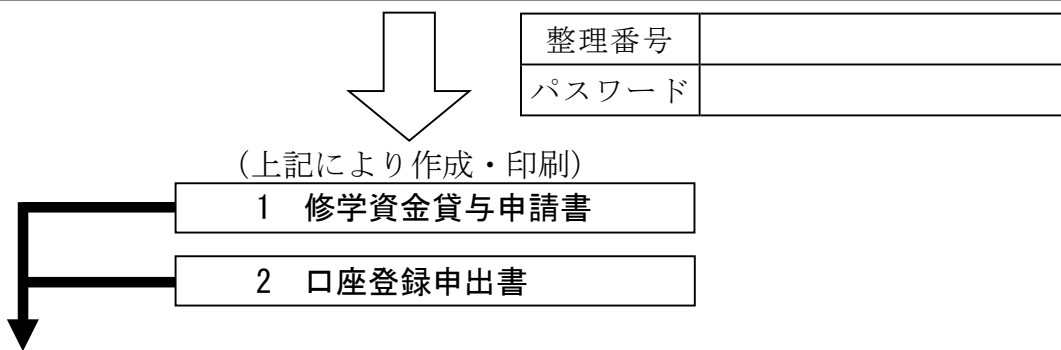 整理番号
パスワード
(上記により作成・印刷)
1 修学資金貸与申請書
2 口座登録申出書